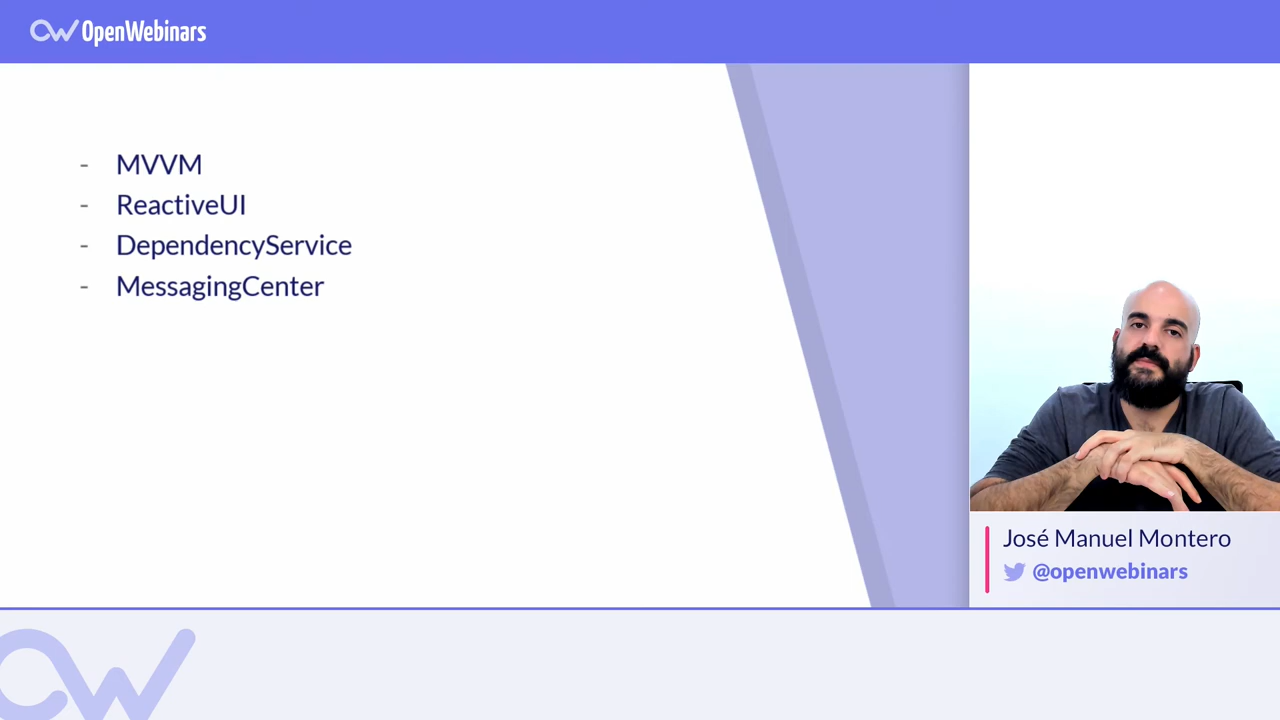 OpenWebinars
- MVVM
- ReactiveUI
- DependencyService
- MessagingCenter
José Manuel Montero
@openwebinars